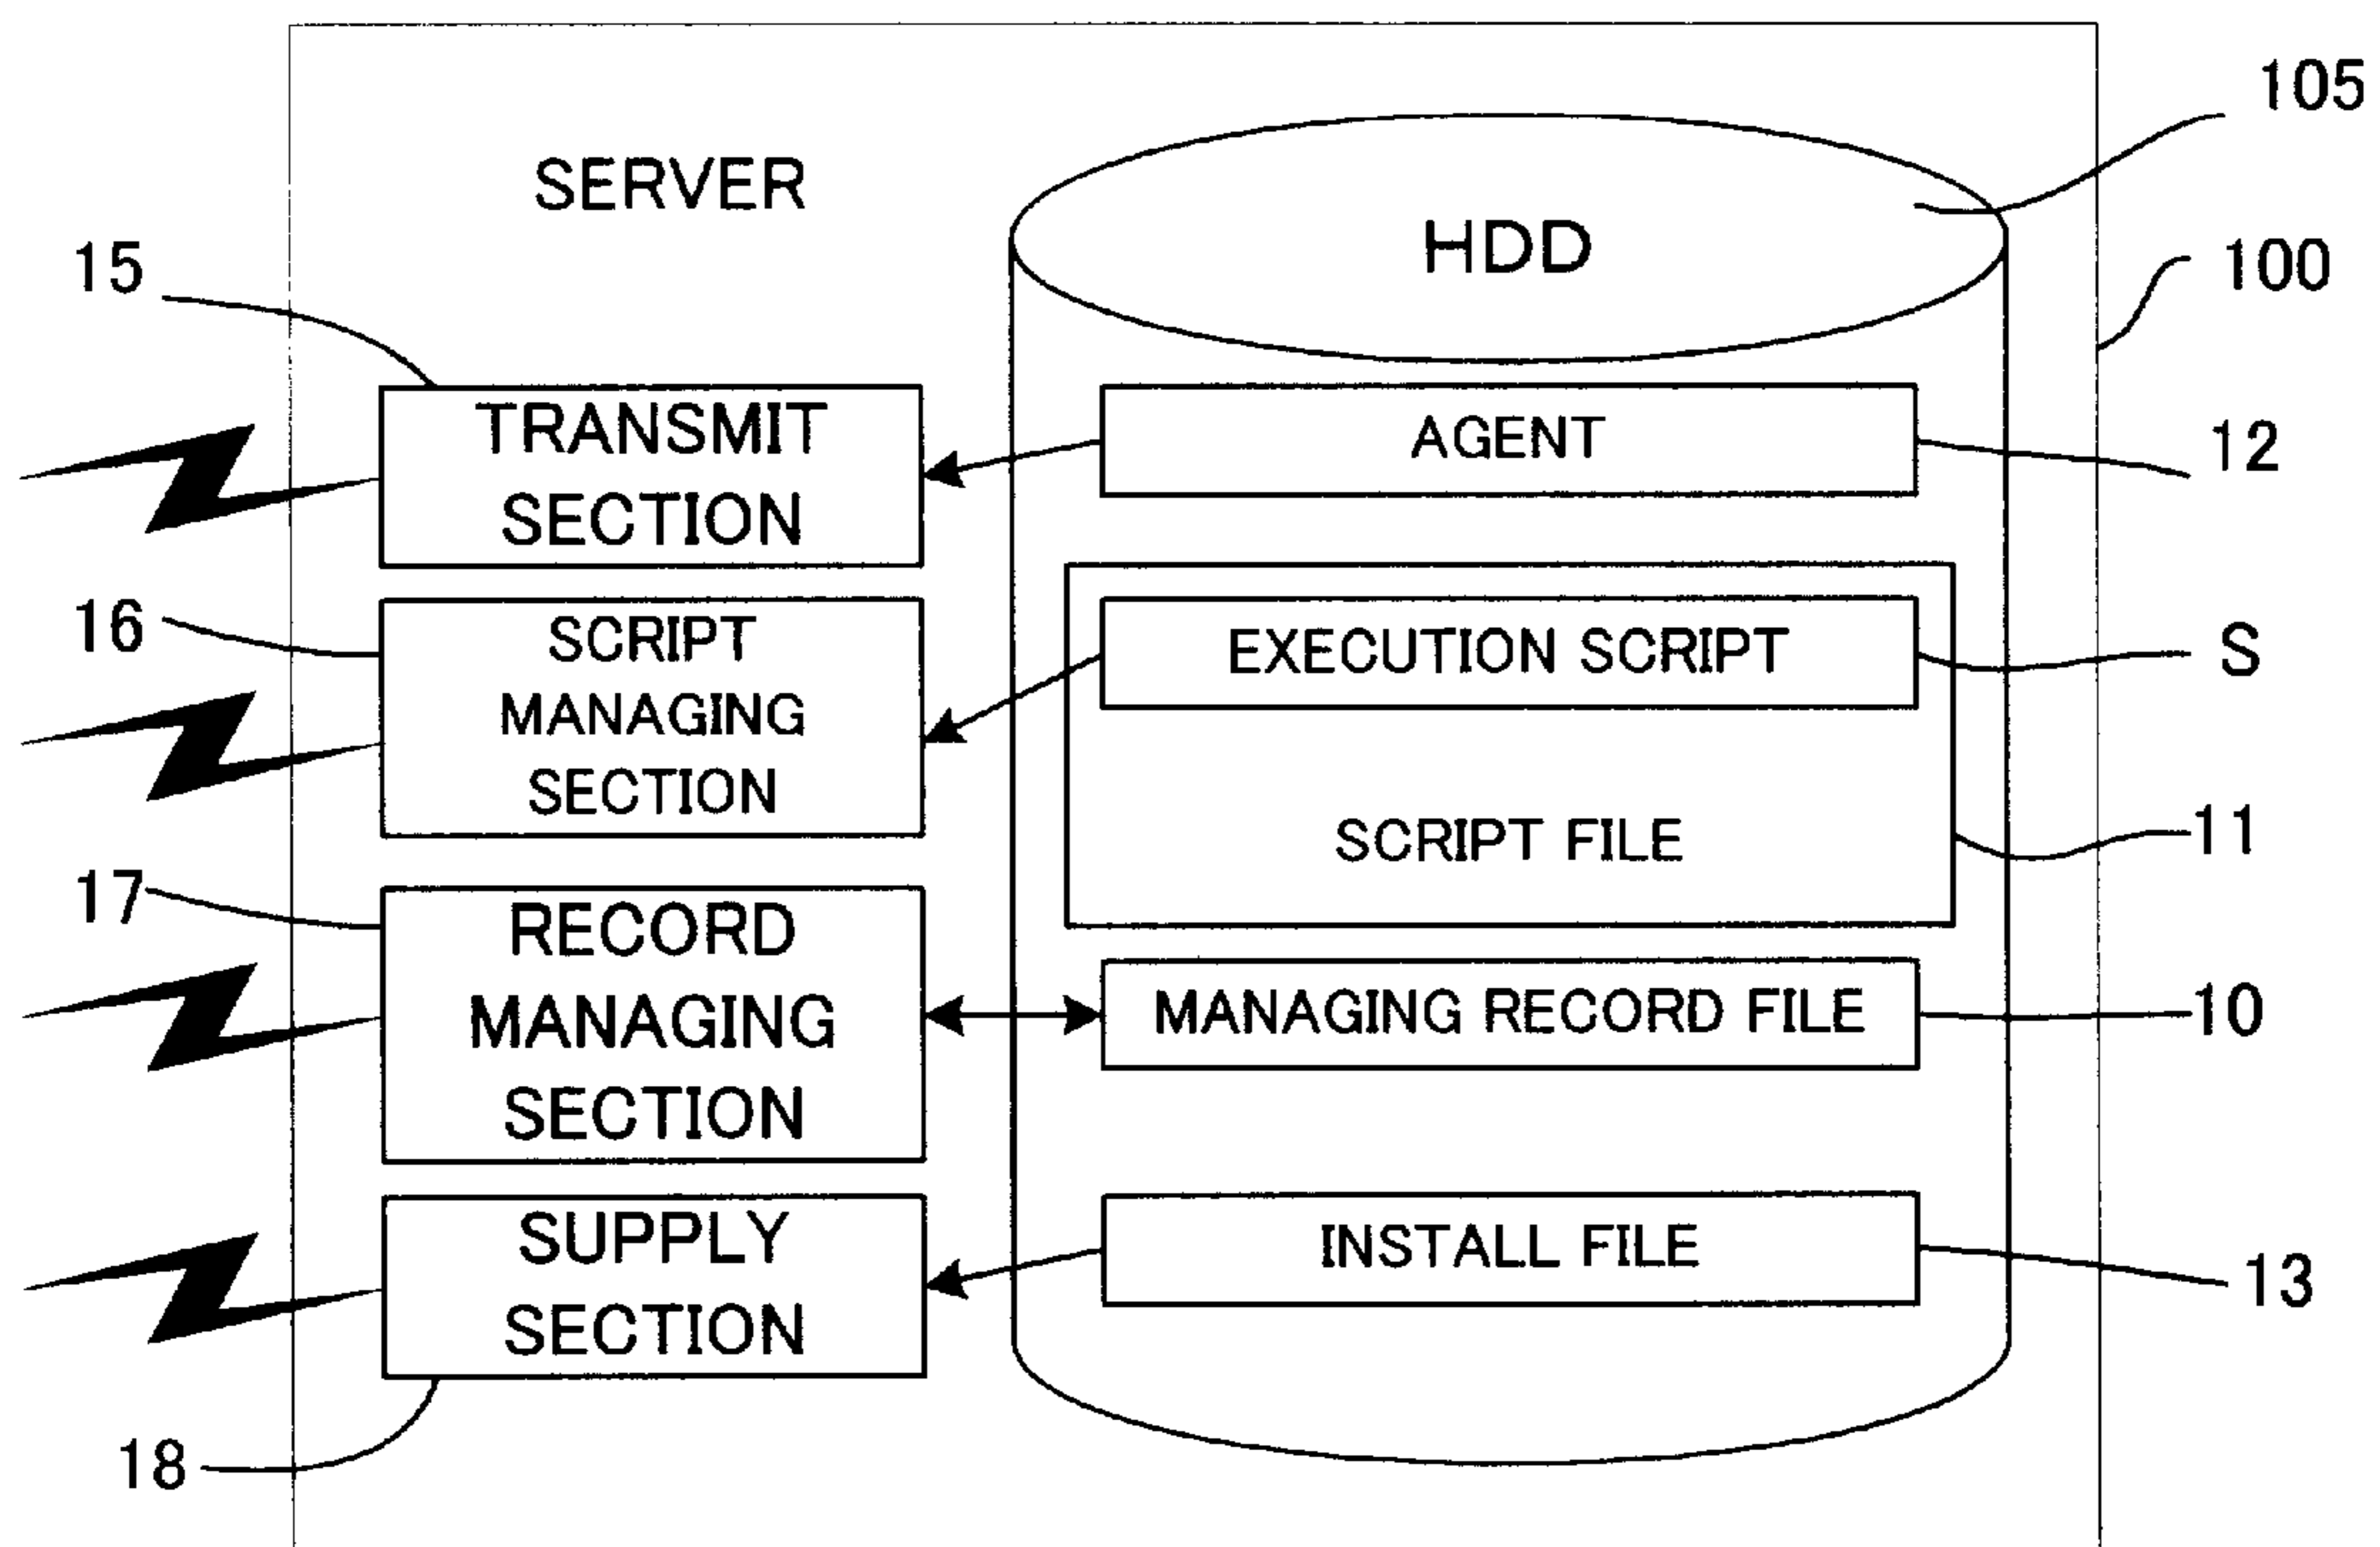 105
SERVER
HDD
100
15
TRANSMIT
SECTION
AGENT
12
16
SCRIPT
MANAGING
SECTION
EXECUTION SCRIPT
S
SCRIPT FILE
11
17
RECORD
MANAGING
SECTION
MANAGING RECORD FILE
10
SUPPLY
SECTION
INSTALL FILE
13
18